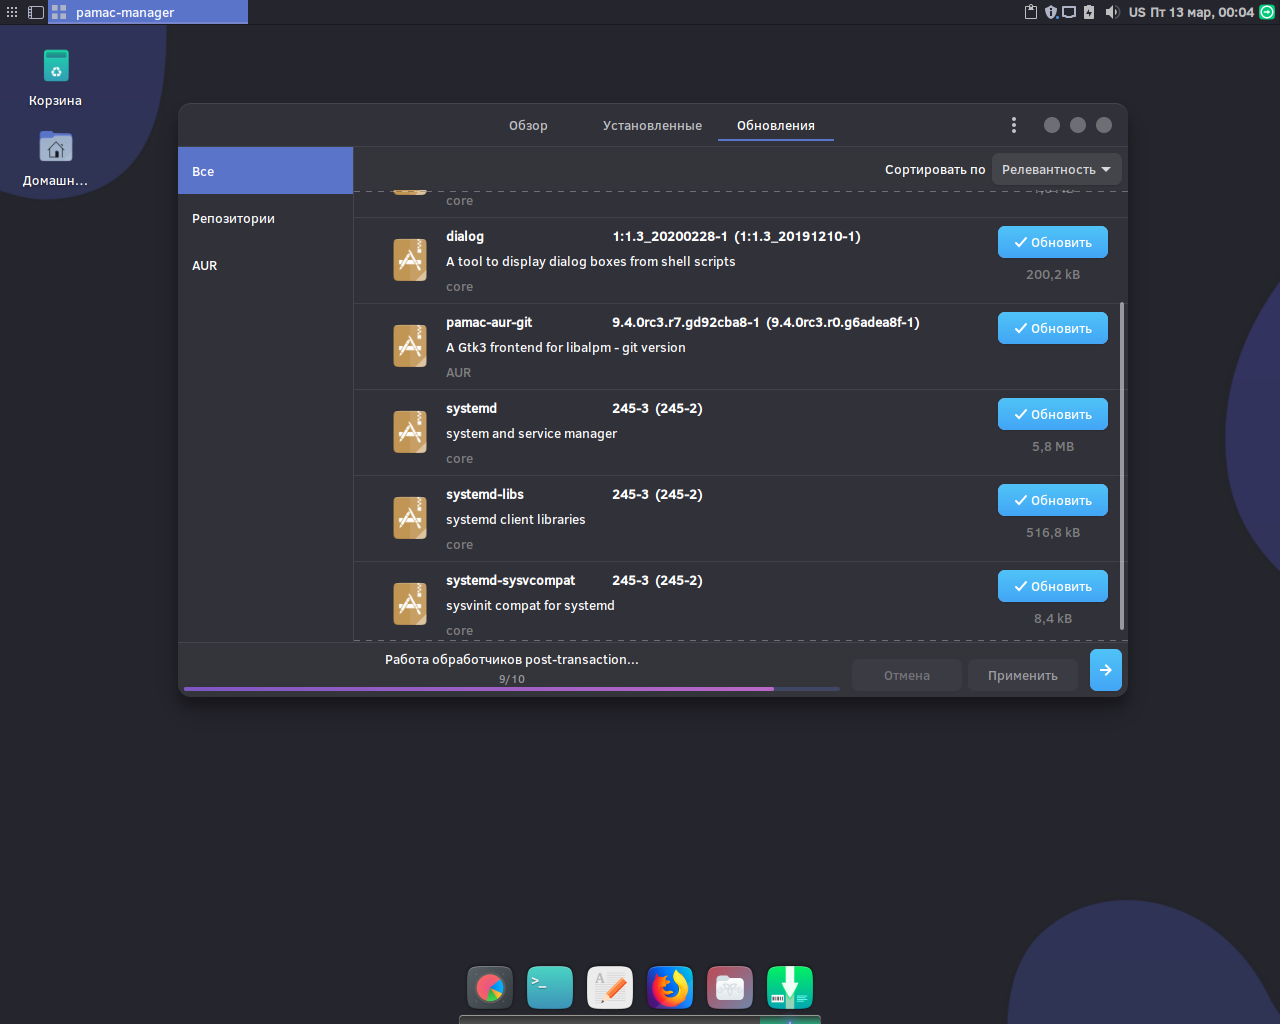 pamac-manager
US Пт 13 мар, 00:04
Корзина
Домашн...
Обзор
Установленные
Обновления
Все
Репозитории
AUR
Сортировать по
Релевантность
core
dialog 1:1.3_20200228-1 (1:1.3_20191210-1)
Обновить
A tool to display dialog boxes from shell scripts
200,2 kB
core
pamac-aur-git 9.4.0rc3.r7.gd92cba8-1 (9.4.0rc3.r0.g6adea8f-1)
Обновить
A Gtk3 frontend for libalpm - git version
AUR
systemd 245-3 (245-2)
Обновить
system and service manager
5,8 MB
core
systemd-libs 245-3 (245-2)
Обновить
systemd client libraries
516,8 kB
core
systemd-sysvcompat 245-3 (245-2)
Обновить
sysvinit compat for systemd
8,4 kB
core
Работа обработчиков post-transaction...
9/10
Отмена
Применить
>_
A